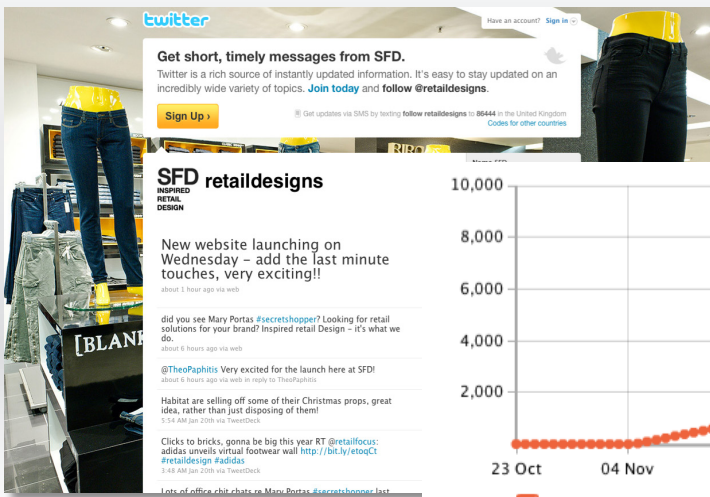 twitter
Have an account? Sign in
Get short, timely messages from SFD.
Twitter is a rich source of instantly updated information. It's easy to stay updated on an
incredibly wide variety of topics. Join today and follow @retaildesigns.
Sign Up ›
Get updates via SMS by texting follow retaildesigns to 86444 in the United Kingdom
Codes for other countries
Name SFD
SFD
INSPIRED
RETAIL
DESIGN
retaildesigns
New website launching on
Wednesday – add the last minute
touches, very exciting!!
about 1 hour ago via web
did you see Mary Portas #secretshopper? Looking for retail
solutions for your brand? Inspired retail Design – it's what we
do.
about 6 hours ago via web
@TheoPaphitis Very excited for the launch here at SFD!
about 6 hours ago via web in reply to TheoPaphitis
Habitat are selling off some of their Christmas props, great
idea, rather than just disposing of them!
5:54 AM Jan 20th via TweetDeck
Clicks to bricks, gonna be big this year RT @retailfocus:
adidas unveils virtual footwear wall http://bit.ly/etoqCt
#retaildesign #adidas
3:48 AM Jan 20th via TweetDeck
Lots of office chit chats re Mary Portas #secretshopper last
[BLANK
10,000
8,000
6,000
4,000
2,000
23 Oct
04 Nov